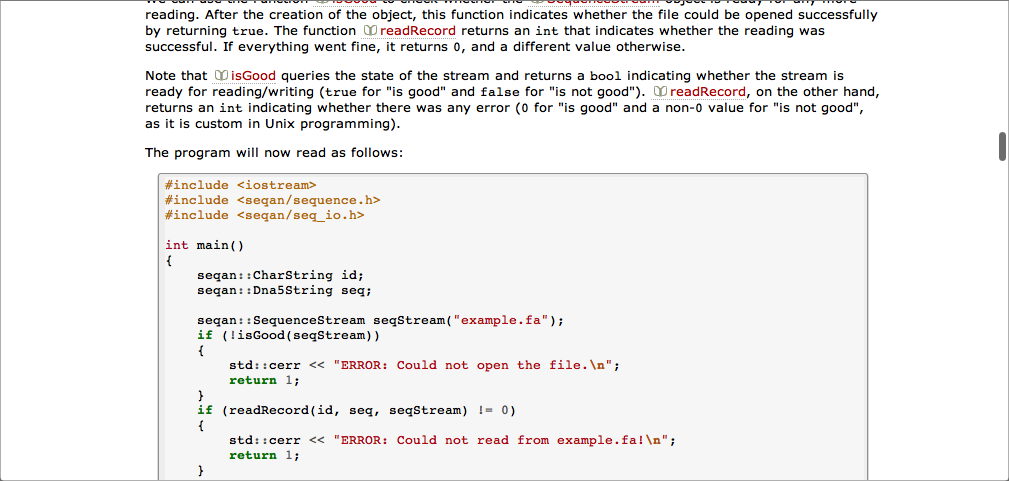 reading. After the creation of the object, this function indicates whether the file could be opened successfully
by returning true. The function readRecord returns an int that indicates whether the reading was
successful. If everything went fine, it returns 0, and a different value otherwise.
Note that isGood queries the state of the stream and returns a bool indicating whether the stream is
ready for reading/writing (true for "is good" and false for "is not good"). readRecord, on the other hand,
returns an int indicating whether there was any error (0 for "is good" and a non-0 value for "is not good",
as it is custom in Unix programming).
The program will now read as follows:
#include <iostream>
#include <seqan/sequence.h>
#include <seqan/seq_io.h>
int main()
{
seqan::CharString id;
seqan::Dna5String seq;
seqan::SequenceStream seqStream("example.fa");
if (!isGood(seqStream))
{
std::cerr << "ERROR: Could not open the file.\n";
return 1;
}
if (readRecord(id, seq, seqStream) != 0)
{
std::cerr << "ERROR: Could not read from example.fa!\n";
return 1;
}